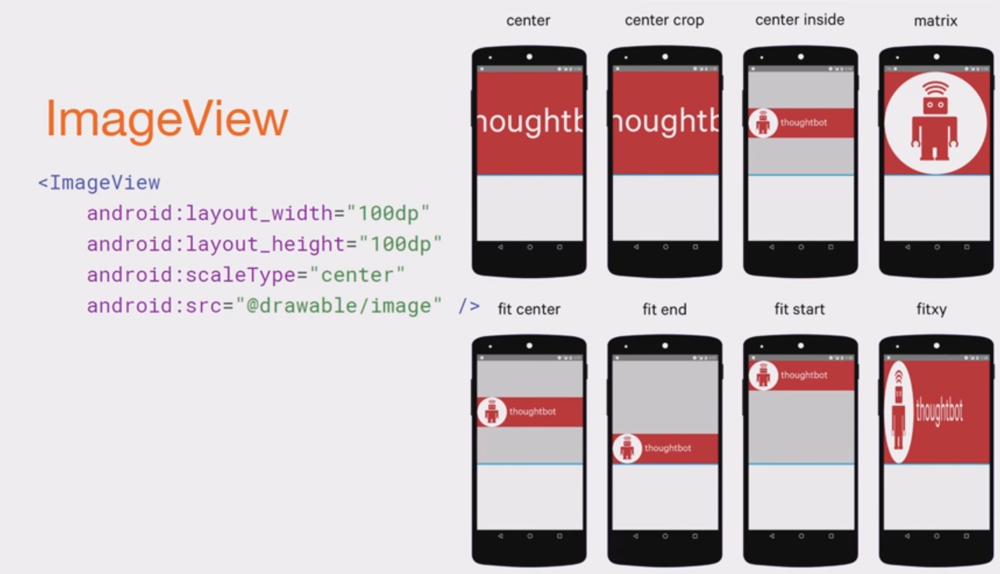 ImageView
<ImageView
android:layout_width="100dp"
android:layout_height="100dp"
android:scaleType="center"
android:src="@drawable/image" />
center
center crop
center inside
matrix
houghtb
houghtb
thoughtbot
fit center
fit end
fit start
fitxy
thoughtbot
thoughtbot
thoughtbot
thoughtbot